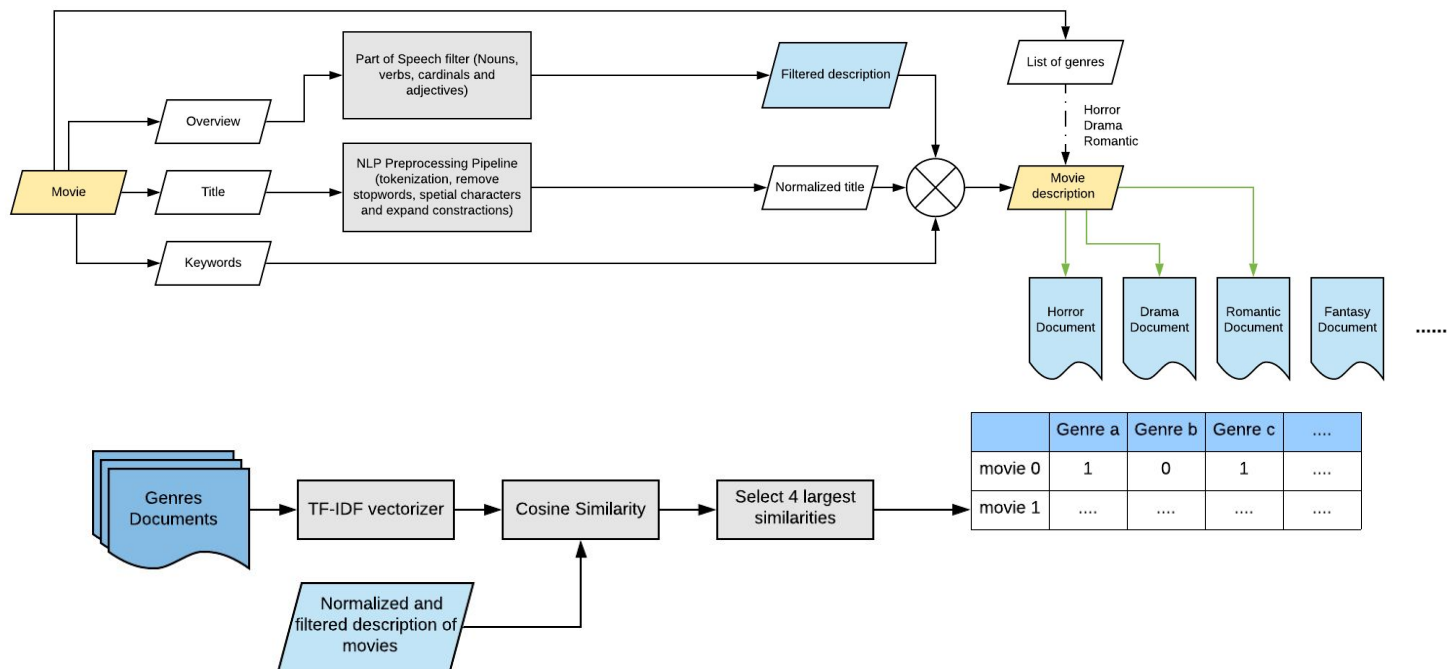 Part of Speech filter (Nouns,
verbs, cardinals and
adjectives)
Filtered description
List of genres
Horror
Drama
Romantic
Overview
Movie
Title
NLP Preprocessing Pipeline
(tokenization, remove
stopwords, spetial characters
and expand constractions)
Normalized title
Movie
description
Keywords
Horror
Document
Drama
Document
Romantic
Document
Fantasy
Document
......
Genres
Documents
TF-IDF vectorizer
Cosine Similarity
Select 4 largest
similarities
Genre a Genre b Genre c ....
movie 0 1 0 1 ....
movie 1 .... .... .... ....
Normalized and
filtered description of
movies